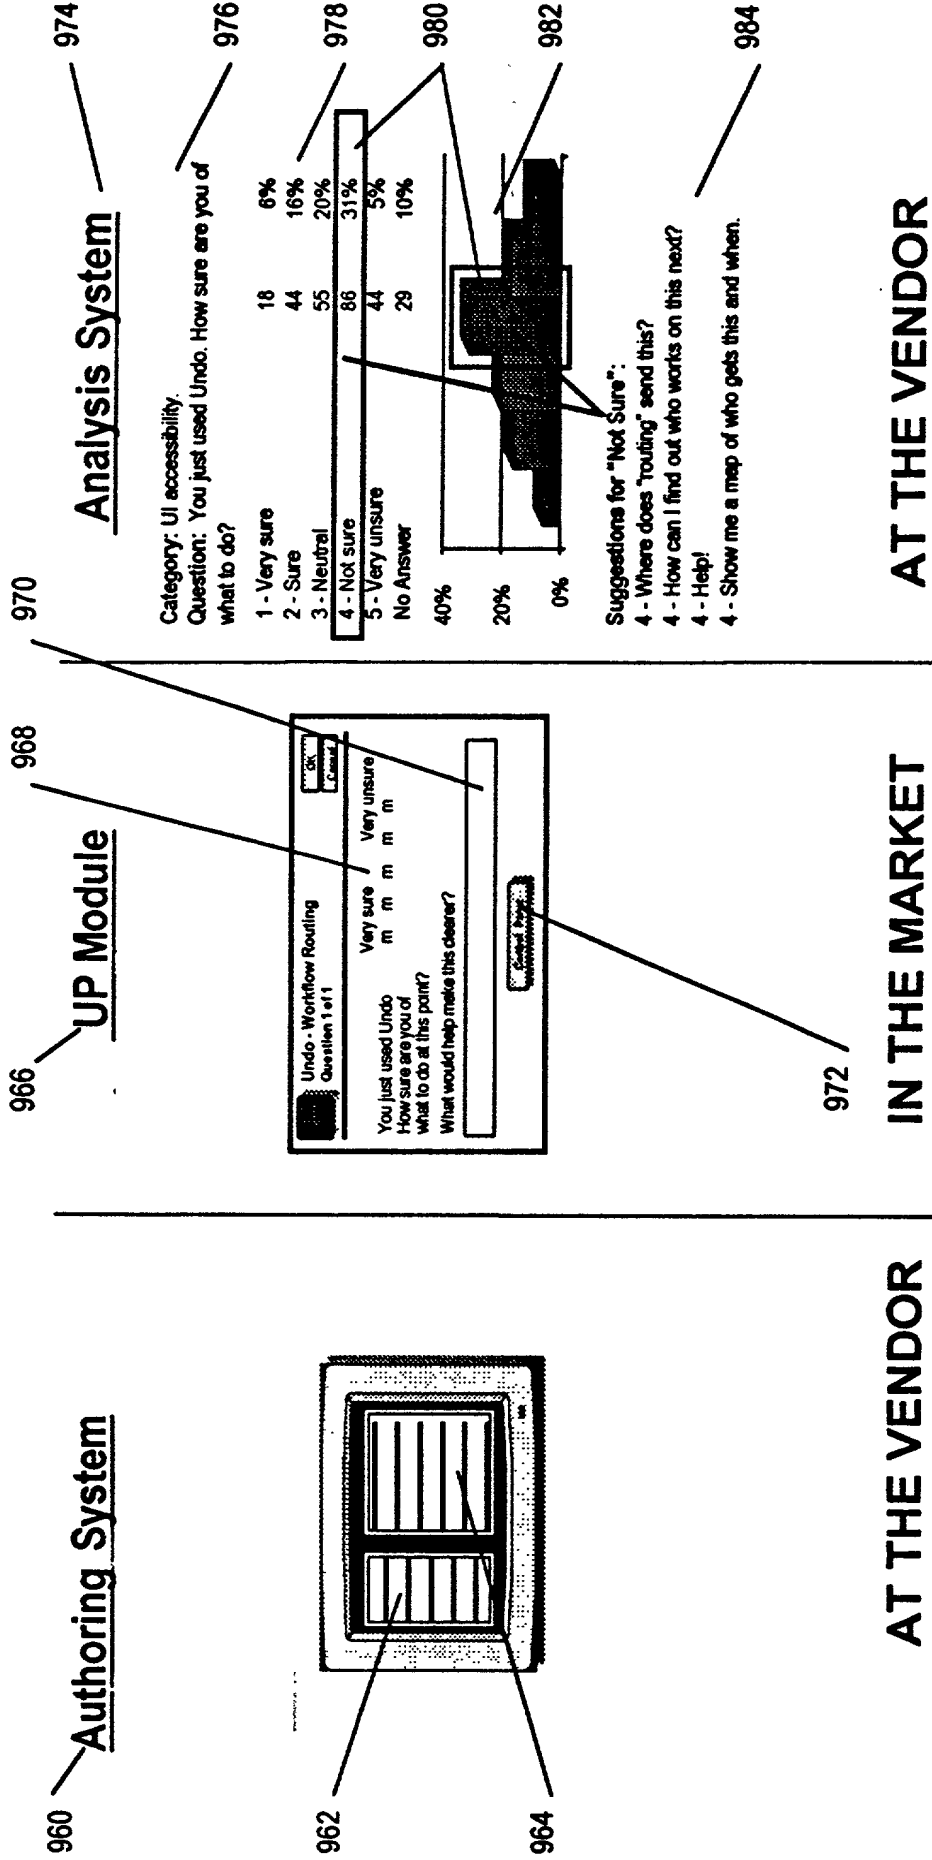 960
Authoring System
962
964
AT THE VENDOR
966
UP Module
968
970
Undo - Workflow Routing
Question 1 of 1
OK
Cancel
Very sure Very unsure
m m m m m
You just used Undo
How sure are you of
what to do at this point?
What would help make this clearer?
972
IN THE MARKET
974
Analysis System
976
978
980
982
984
Category: UI accessibility.
Question: You just used Undo. How sure are you of
what to do?
1 - Very sure 18 6%
2 - Sure 44 16%
3 - Neutral 55 20%
4 - Not sure 86 31%
5 - Very unsure 44 5%
No Answer 29 10%
40%
20%
0%
Suggestions for "Not Sure":
4 - Where does "routing" send this?
4 - How can I find out who works on this next?
4 - Help!
4 - Show me a map of who gets this and when.
AT THE VENDOR